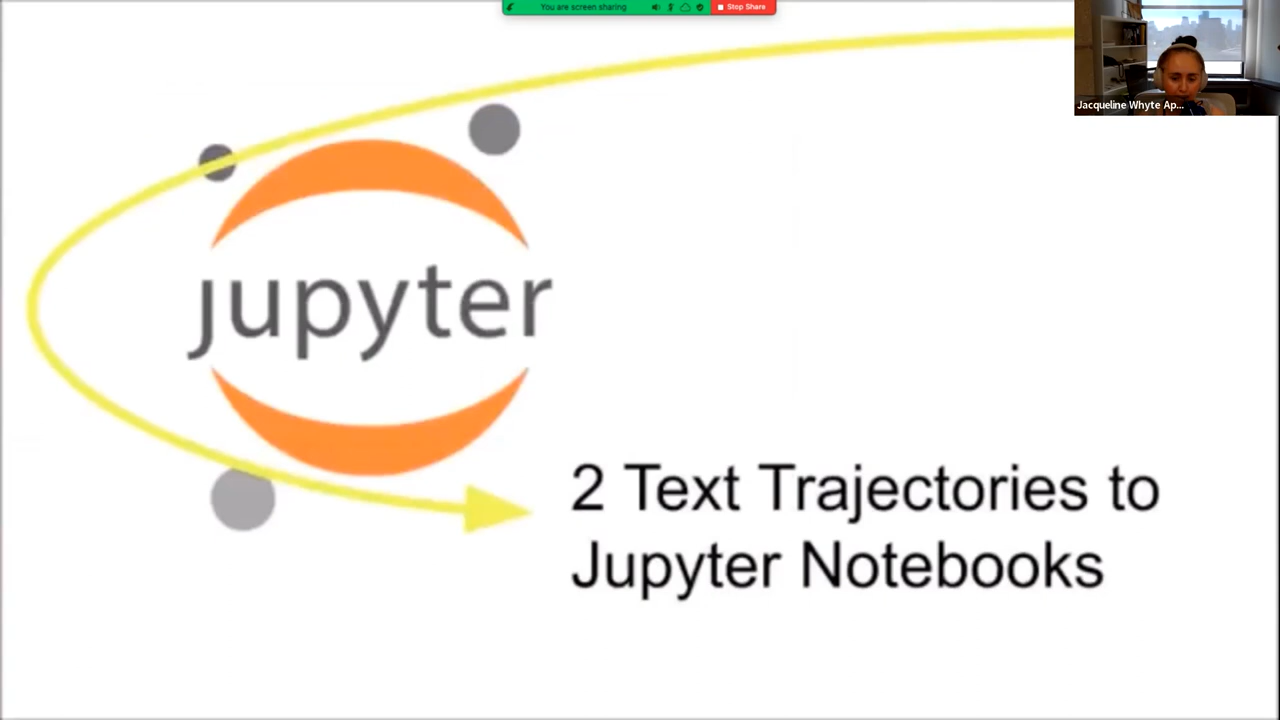 You are screen sharing
Stop Share
Jacqueline Whyte Ap...
jupyter
2 Text Trajectories to
Jupyter Notebooks